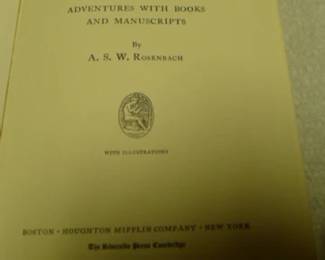 ADVENTURES WITH BOOKS
AND MANUSCRIPTS
By
A. S. W. ROSENBACH
WITH ILLUSTRATIONS
BOSTON · HOUGHTON MIFFLIN COMPANY · NEW YORK
The Riverside Press Cambridge